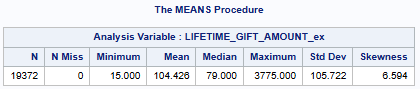 The MEANS Procedure
Analysis Variable : LIFETIME_GIFT_AMOUNT_ex
N N Miss Minimum Mean Median Maximum Std Dev Skewness
19372 0 15.000 104.426 79.000 3775.000 105.722 6.594